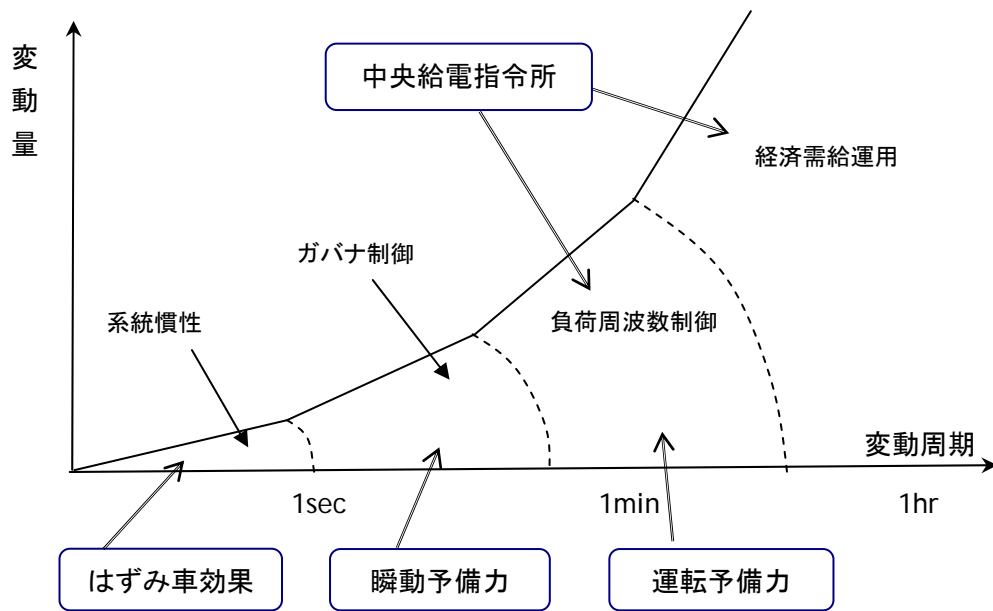 変動量
中央給電指令所
経済需給運用
ガバナ制御
系統慣性
負荷周波数制御
変動周期
1sec
1min
1hr
はずみ車効果
瞬動予備力
運転予備力